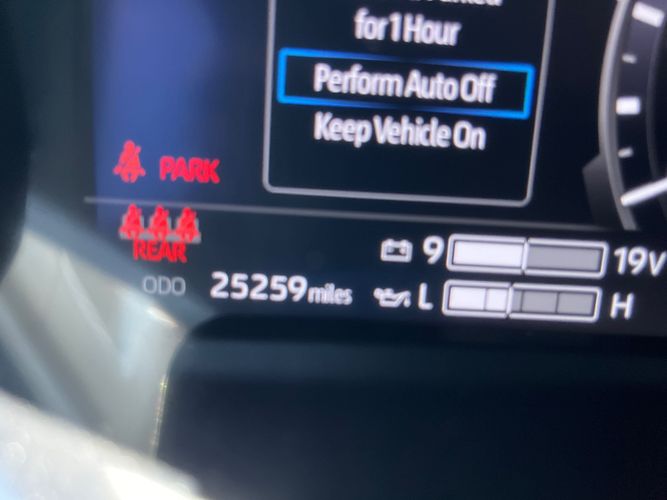 for 1 Hour
Perform Auto Off
Keep Vehicle On
PARK
REAR
9 19V
ODO 25259 miles
L H